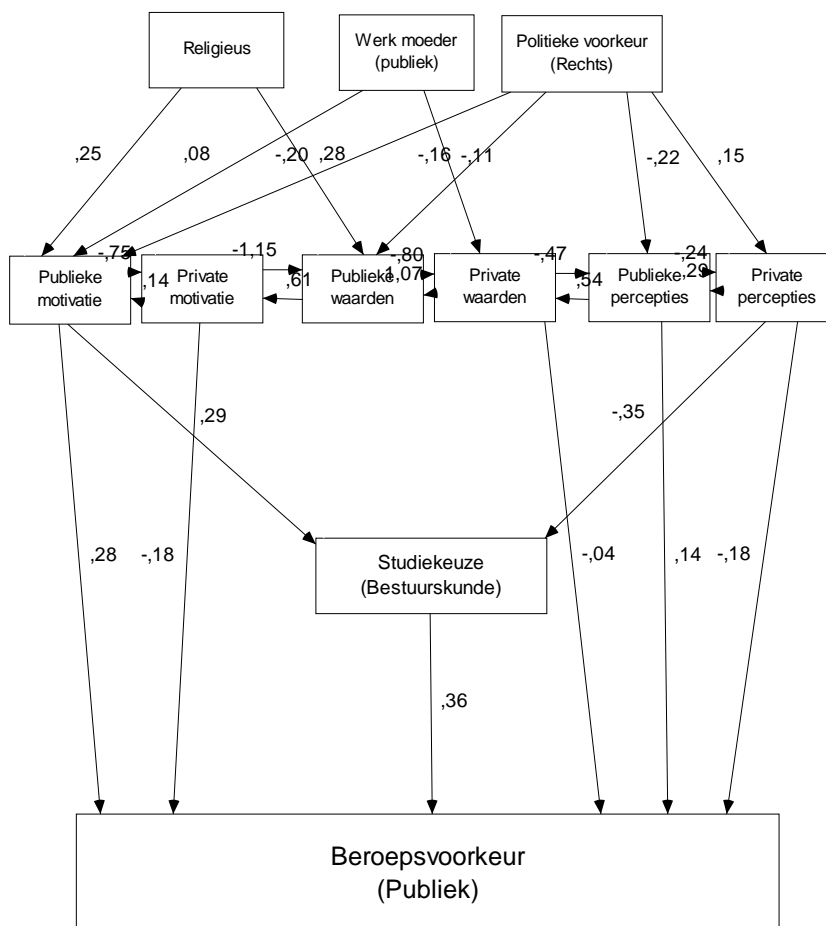 Religieus
Werk moeder
(publiek)
Politieke voorkeur
(Rechts)
,25
,08
-,20
,28
-,16
-,11
-,22
,15
-,75
-1,15
-,80
-,47
-,24
,14
,61
1,07
,54
,29
Publieke
motivatie
Private
motivatie
Publieke
waarden
Private
waarden
Publieke
percepties
Private
percepties
,29
-,35
,28
-,18
-,04
,14
-,18
Studiekeuze
(Bestuurskunde)
,36
Beroepsvoorkeur
(Publiek)